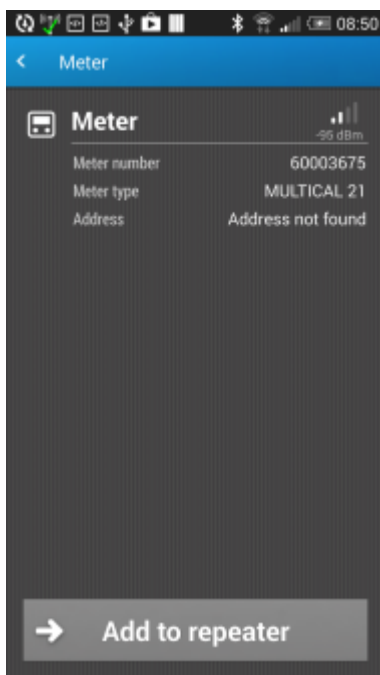 08:50
Meter
Meter
-95 dBm
Meter number 60003675
Meter type MULTICAL 21
Address Address not found
Add to repeater